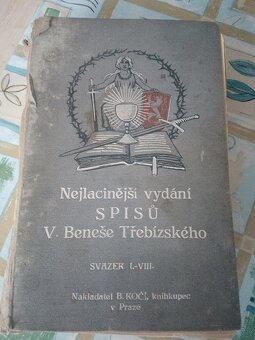 Nejlacinější vydání
SPISŮ
V. Beneše Třebízského
SVAZEK I.-VIII.
Nakladatel B. KOČÍ, knihkupec
v Praze